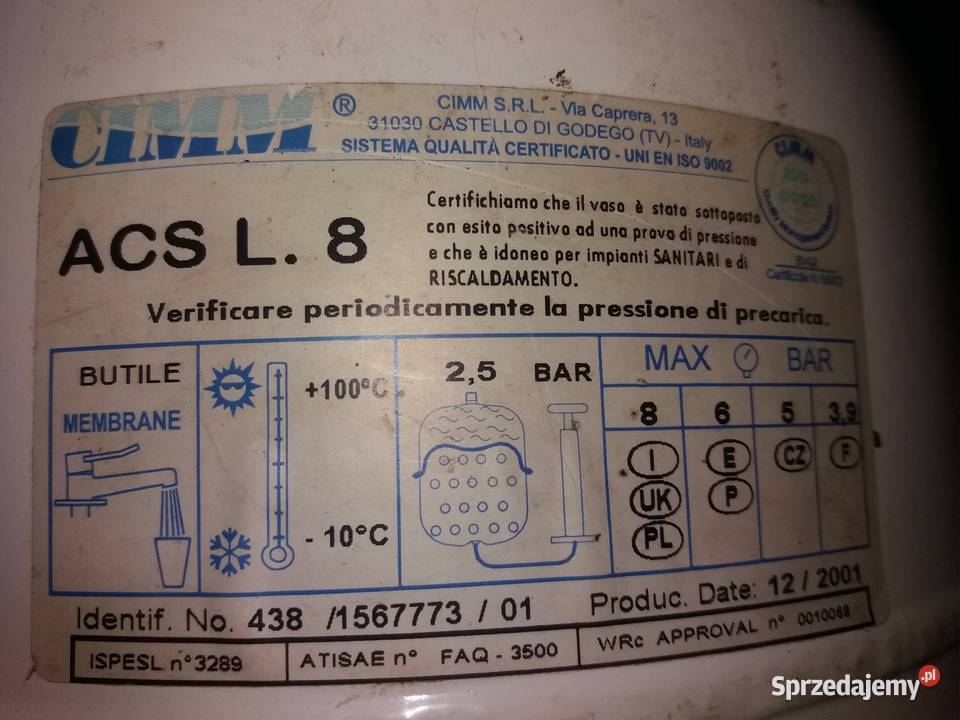 CIMM ®
CIMM S.R.L. - Via Caprera, 13
31030 CASTELLO DI GODEGO (TV) - Italy
SISTEMA QUALITÀ CERTIFICATO - UNI EN ISO 9002
CIMM
ACS L. 8
Certifichiamo che il vaso è stato sottoposto
con esito positivo ad una prova di pressione
e che è idoneo per impianti SANITARI e di
RISCALDAMENTO.
Verificare periodicamente la pressione di precarica.
BUTILE
MEMBRANE
+100°C
- 10°C
2,5 BAR
MAX BAR
8 6 5 3,9
I E CZ F
UK P
PL
Identif. No. 438 /1567773 / 01 Produc. Date: 12 / 2001
ISPESL n°3289 ATISAE n° FAQ - 3500 WRc APPROVAL n° 0010068
Sprzedajemy.pl